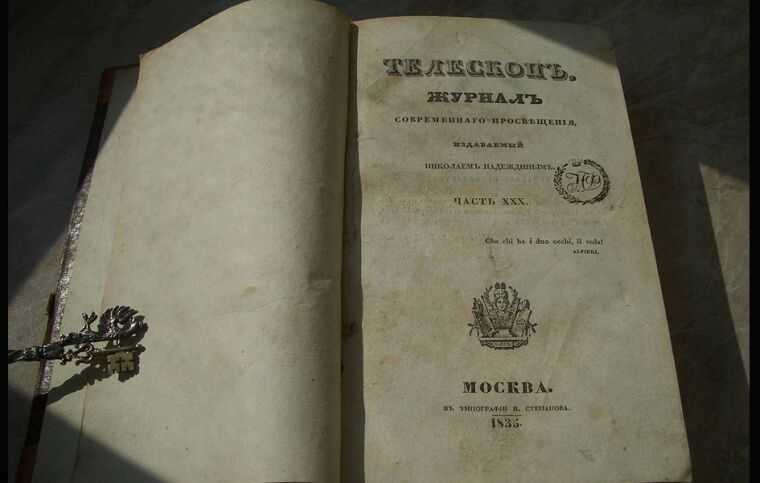 ТЕЛЕСКОПЪ.
ЖУРНАЛЪ
СОВРЕМЕННАГО ПРОСВѢЩЕНІЯ,
ИЗДАВАЕМЫЙ
НИКОЛАЕМЪ НАДЕЖДИНЫМЪ.
ЧАСТЬ XXX.
Che chi ha i duo occhi, il veda!
ALFIERI.
МОСКВА.
ВЪ ТИПОГРАФІИ Н. СТЕПАНОВА.
1835.